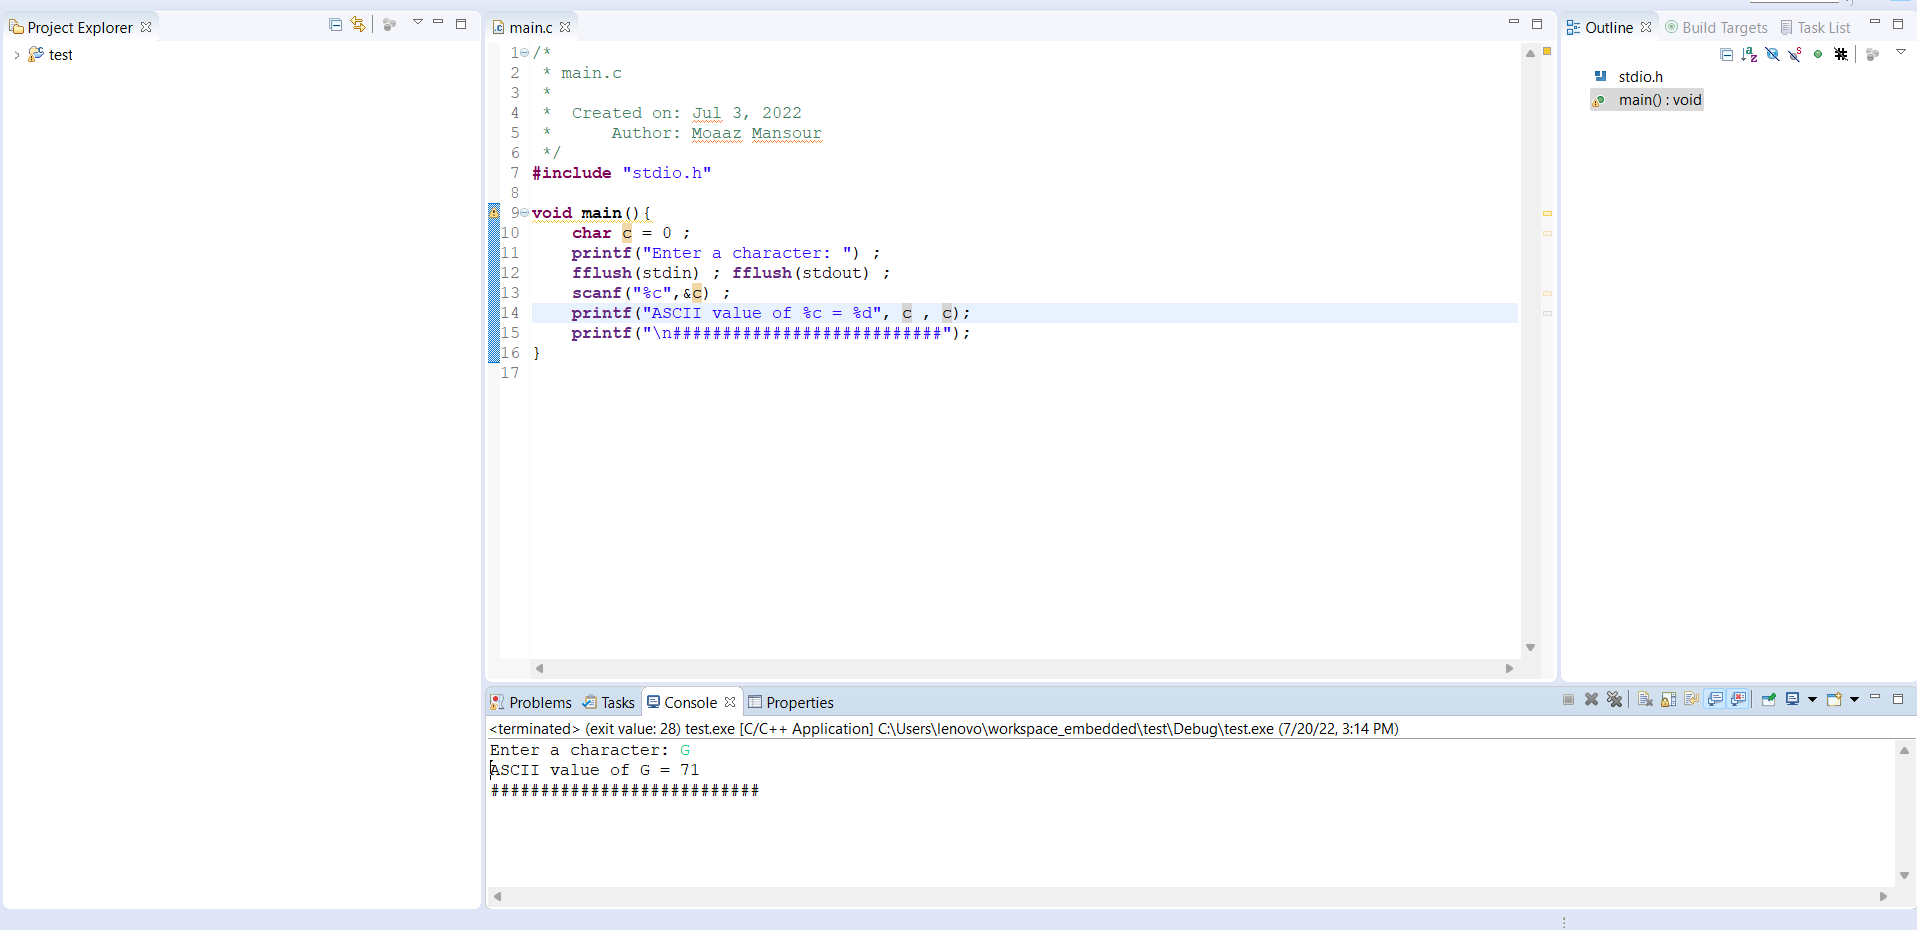 Project Explorer
test
main.c
1 /*
2  * main.c
3  *
4  *  Created on: Jul 3, 2022
5  *      Author: Moaaz Mansour
6  */
7 #include "stdio.h"
8
9 void main(){
10     char c = 0 ;
11     printf("Enter a character: ") ;
12     fflush(stdin) ; fflush(stdout) ;
13     scanf("%c",&c) ;
14     printf("ASCII value of %c = %d", c , c);
15     printf("\n###########################");
16 }
17
Outline Build Targets Task List
stdio.h
main() : void
Problems Tasks Console Properties
<terminated> (exit value: 28) test.exe [C/C++ Application] C:\Users\lenovo\workspace_embedded\test\Debug\test.exe (7/20/22, 3:14 PM)
Enter a character: G
ASCII value of G = 71
###########################